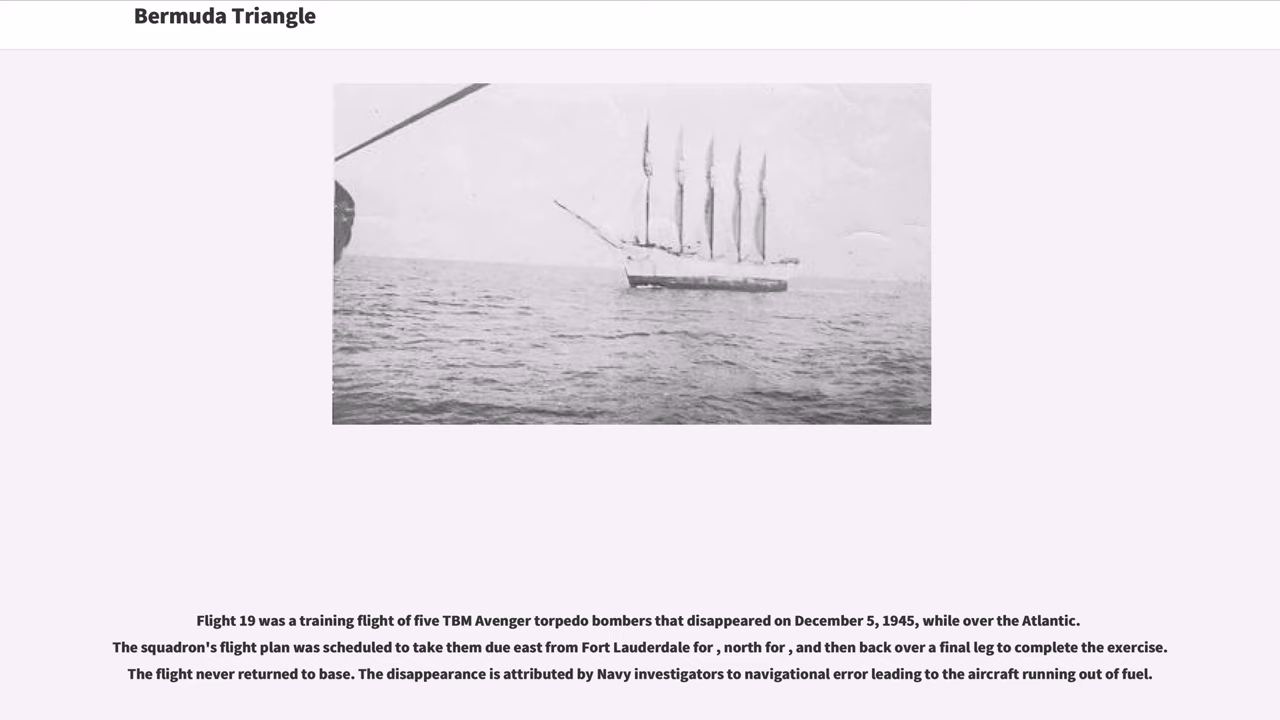 Bermuda Triangle
Flight 19 was a training flight of five TBM Avenger torpedo bombers that disappeared on December 5, 1945, while over the Atlantic.
The squadron's flight plan was scheduled to take them due east from Fort Lauderdale for , north for , and then back over a final leg to complete the exercise.
The flight never returned to base. The disappearance is attributed by Navy investigators to navigational error leading to the aircraft running out of fuel.